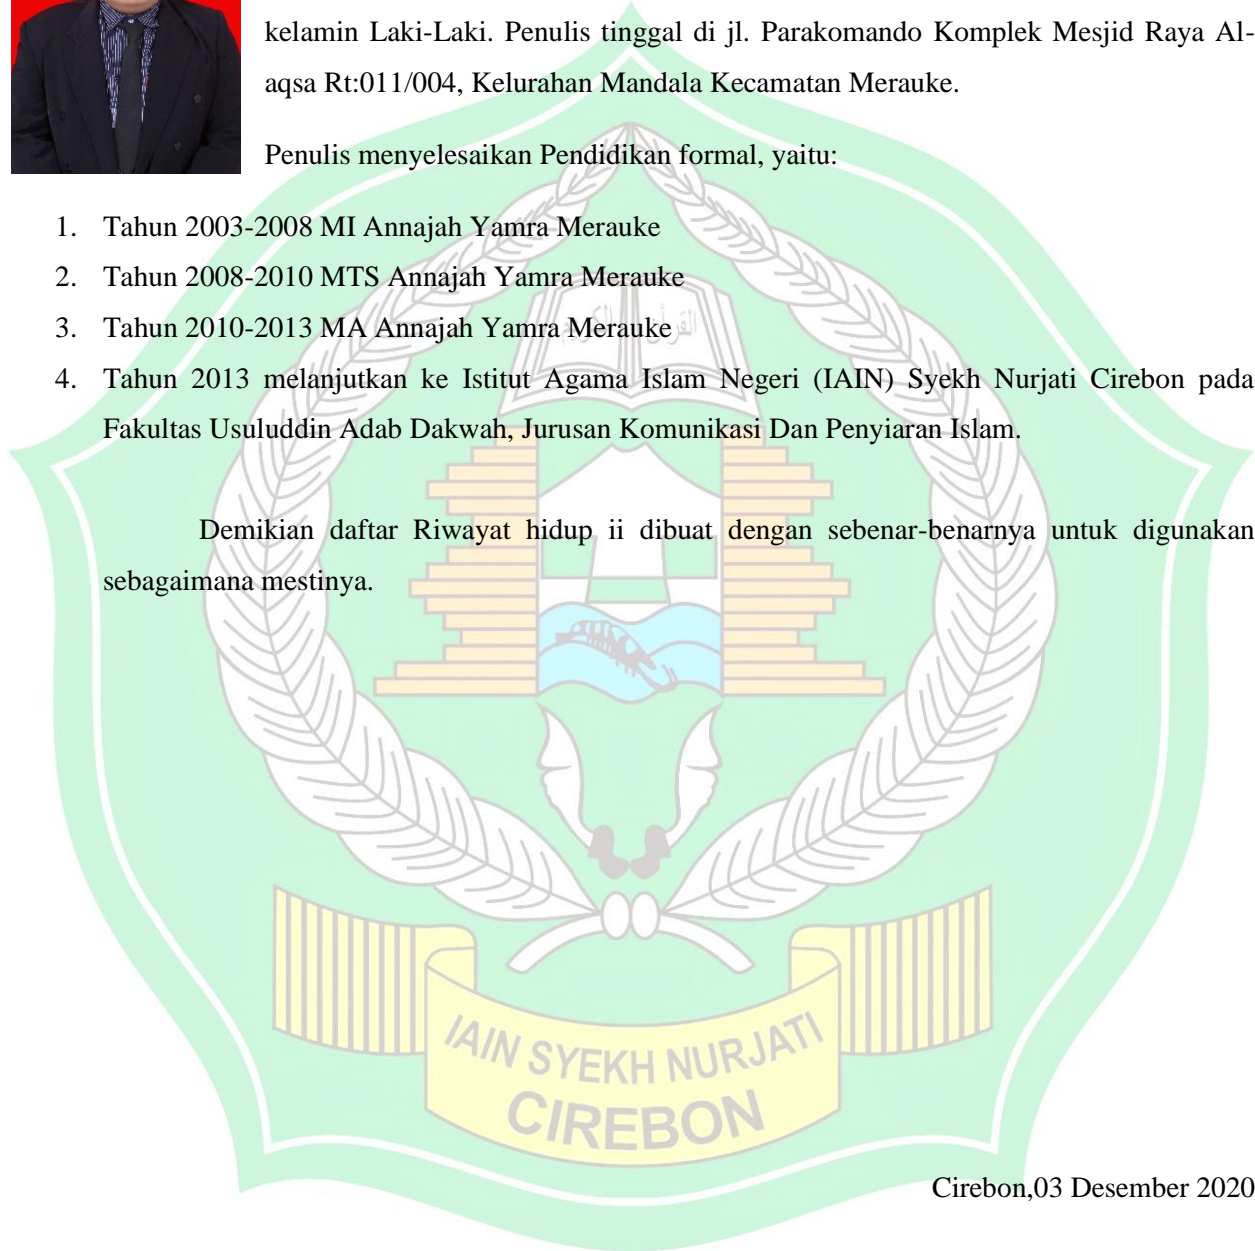 kelamin Laki-Laki. Penulis tinggal di jl. Parakomando Komplek Mesjid Raya Al-
aqsa Rt:011/004, Kelurahan Mandala Kecamatan Merauke.
Penulis menyelesaikan Pendidikan formal, yaitu:
1. Tahun 2003-2008 MI Annajah Yamra Merauke
2. Tahun 2008-2010 MTS Annajah Yamra Merauke
3. Tahun 2010-2013 MA Annajah Yamra Merauke
القرآن الكريم
4. Tahun 2013 melanjutkan ke Istitut Agama Islam Negeri (IAIN) Syekh Nurjati Cirebon pada
Fakultas Usuluddin Adab Dakwah, Jurusan Komunikasi Dan Penyiaran Islam.
Demikian daftar Riwayat hidup ii dibuat dengan sebenar-benarnya untuk digunakan
sebagaimana mestinya.
IAIN SYEKH NURJATI
CIREBON
Cirebon,03 Desember 2020